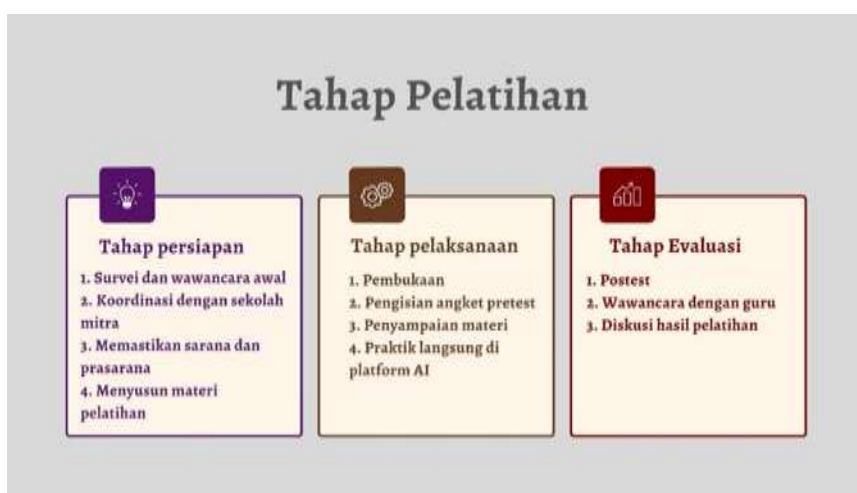 Tahap Pelatihan
Tahap persiapan
1. Survei dan wawancara awal
2. Koordinasi dengan sekolah
mitra
3. Memastikan sarana dan
prasarana
4. Menyusun materi
pelatihan
Tahap pelaksanaan
1. Pembukaan
2. Pengisian angket pretest
3. Penyampaian materi
4. Praktik langsung di
platform AI
Tahap Evaluasi
1. Postest
2. Wawancara dengan guru
3. Diskusi hasil pelatihan